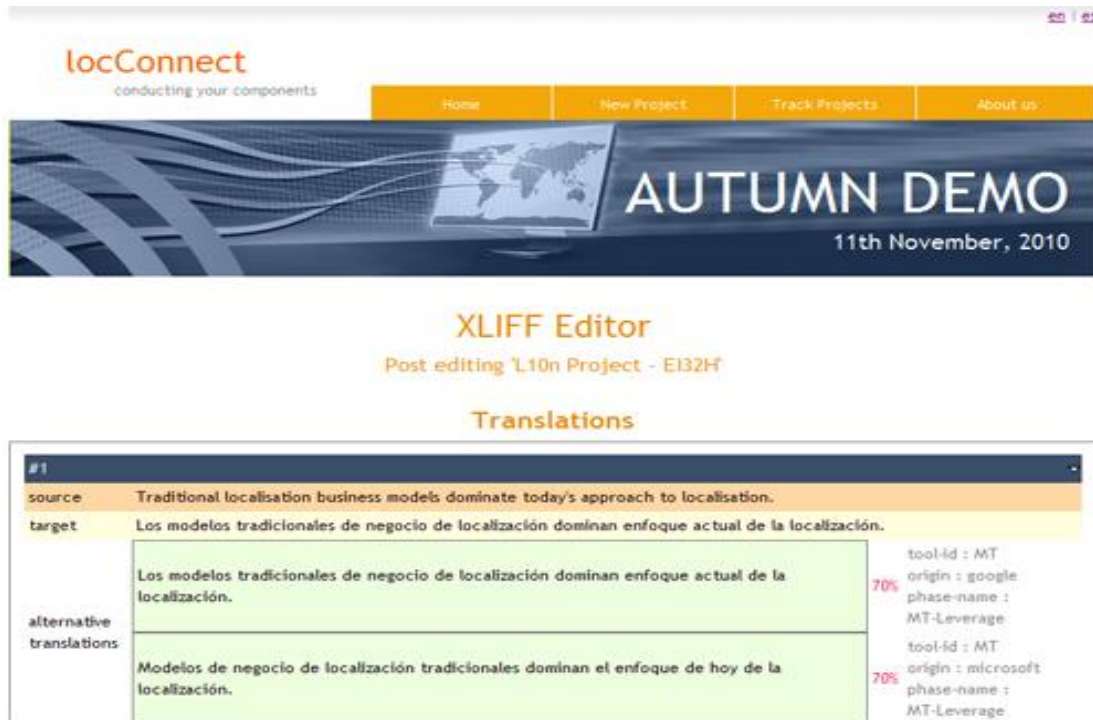 en | es
locConnect
conducting your components
Home New Project Track Projects About us
AUTUMN DEMO
11th November, 2010
XLIFF Editor
Post editing 'L10n Project - EI32H'
Translations
#1 -
source Traditional localisation business models dominate today's approach to localisation.
target Los modelos tradicionales de negocio de localización dominan enfoque actual de la localización.
alternative translations
Los modelos tradicionales de negocio de localización dominan enfoque actual de la
localización.
70%
tool-id : MT
origin : google
phase-name :
MT-Leverage
Modelos de negocio de localización tradicionales dominan el enfoque de hoy de la
localización.
70%
tool-id : MT
origin : microsoft
phase-name :
MT-Leverage